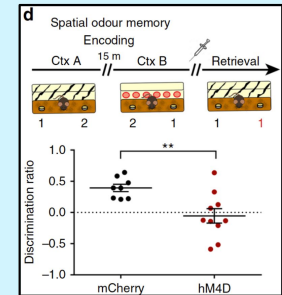 d
Spatial odour memory
Encoding
Ctx A 15 m Ctx B Retrieval
1 2 2 1 1 1
Discrimination ratio
**
1.0
0.5
0.0
−0.5
−1.0
mCherry hM4D